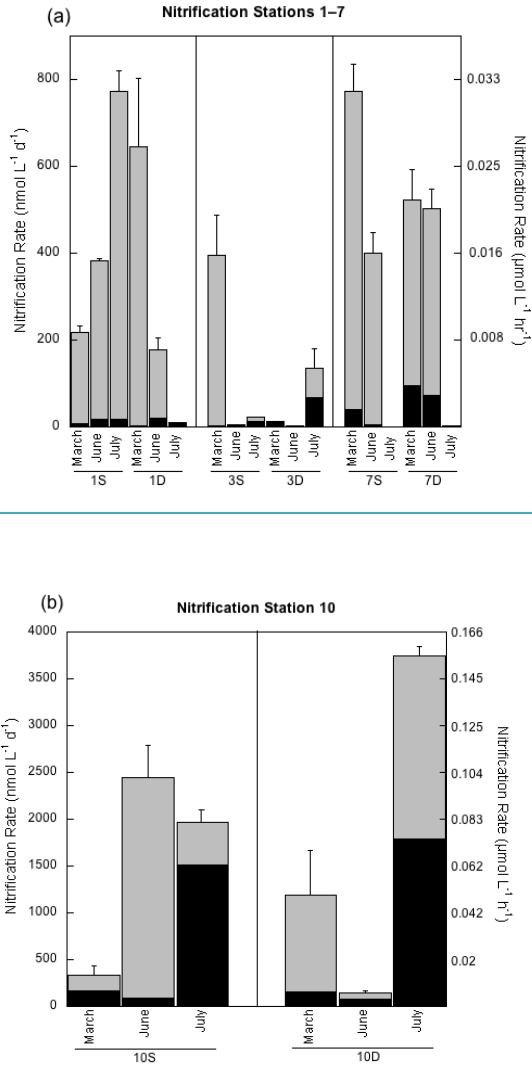 (a)
Nitrification Stations 1–7
Nitrification Rate (nmol L⁻¹ d⁻¹)
800
600
400
200
0
0.033
0.025
0.016
0.008
Nitrification Rate (µmol L⁻¹ hr⁻¹)
March June July March June July March June July March June July March June July March June July
1S 1D 3S 3D 7S 7D
(b)
Nitrification Station 10
Nitrification Rate (nmol L⁻¹ d⁻¹)
4000
3500
3000
2500
2000
1500
1000
500
0
0.166
0.145
0.125
0.104
0.083
0.062
0.042
0.02
Nitrification Rate (µmol L⁻¹ h⁻¹)
March June July March June July
10S 10D